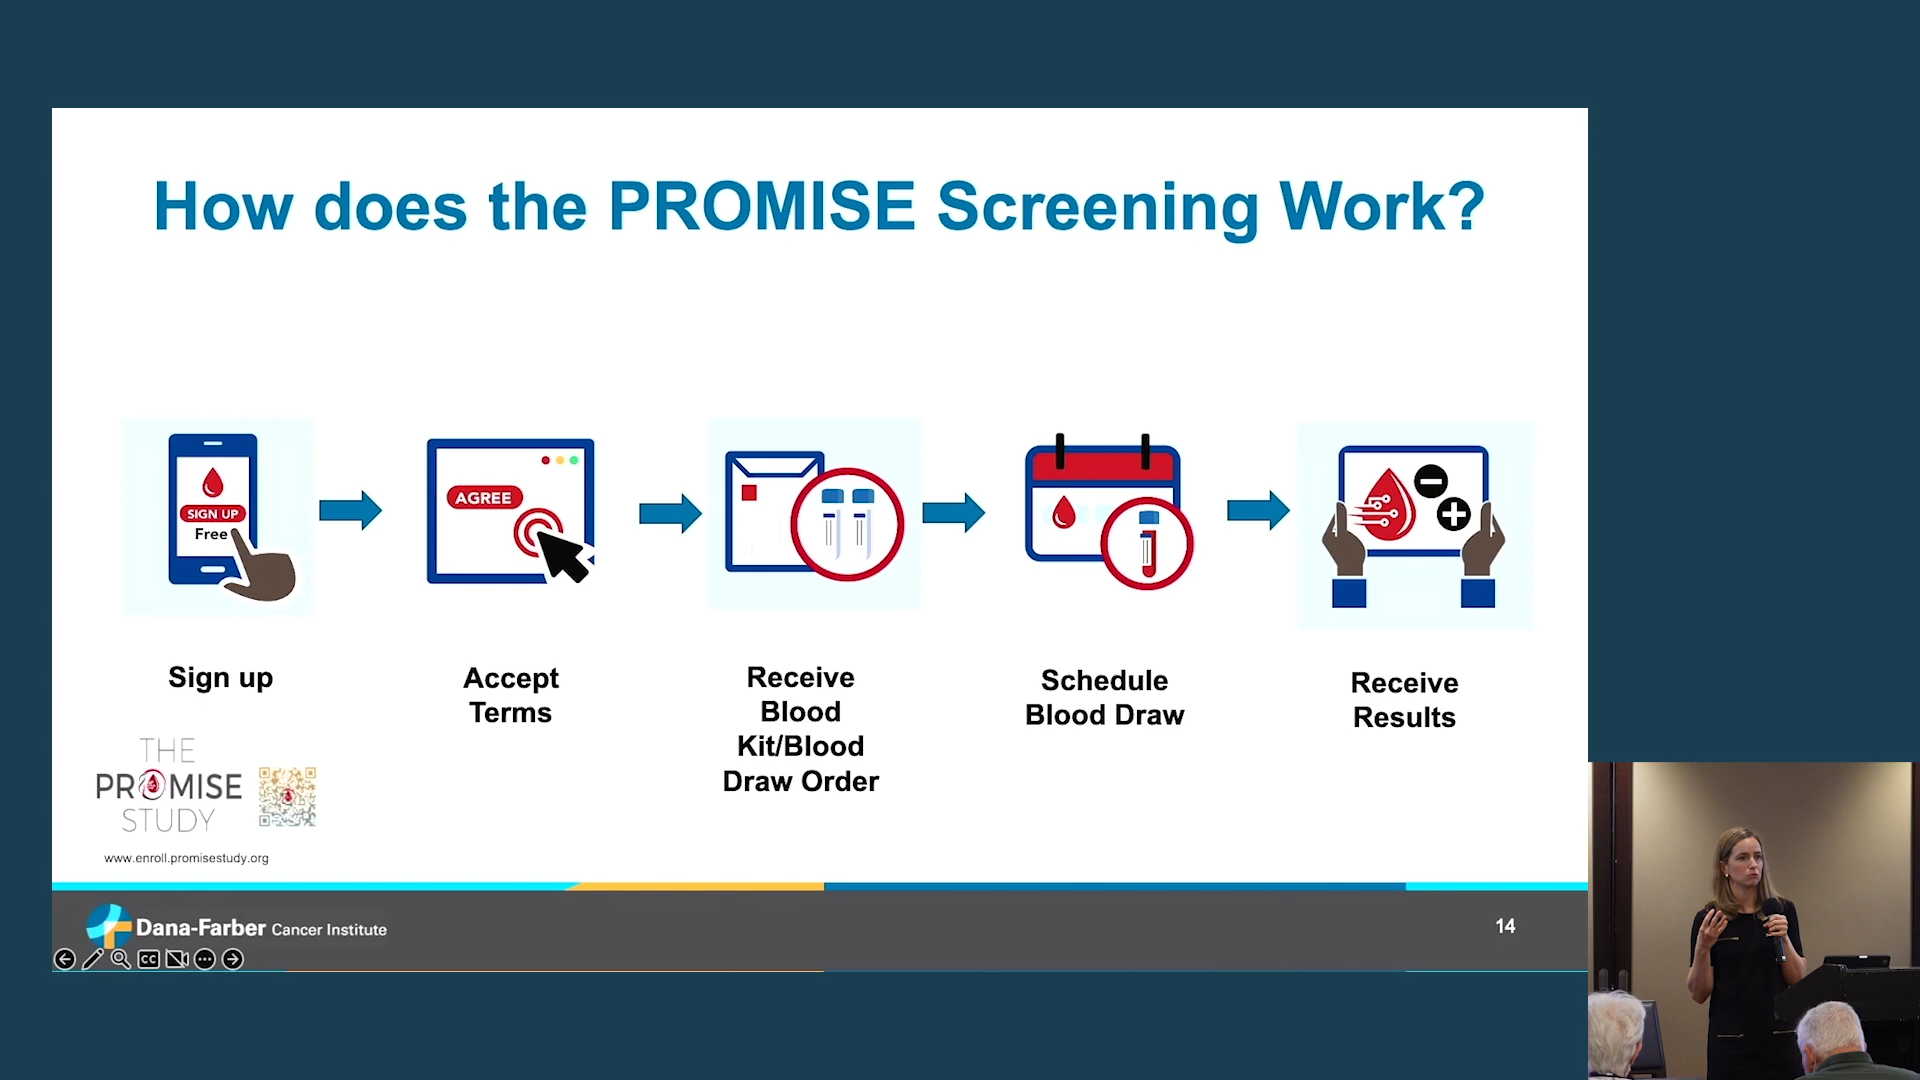 How does the PROMISE Screening Work?
SIGN UP
Free
AGREE
Sign up
Accept
Terms
Receive
Blood
Kit/Blood
Draw Order
Schedule
Blood Draw
Receive
Results
THE
PROMISE
STUDY
www.enroll.promisestudy.org
Dana-Farber Cancer Institute
14
CC